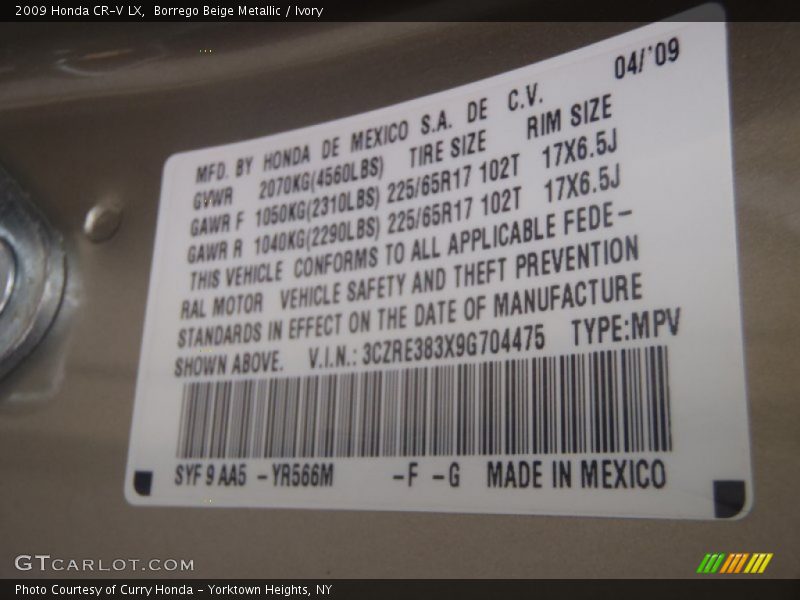 2009 Honda CR-V LX, Borrego Beige Metallic / Ivory
04/'09
MFD. BY HONDA DE MEXICO S.A. DE C.V.
GVWR 2070KG(4560LBS) TIRE SIZE RIM SIZE
GAWR F 1050KG(2310LBS) 225/65R17 102T 17X6.5J
GAWR R 1040KG(2290LBS) 225/65R17 102T 17X6.5J
THIS VEHICLE CONFORMS TO ALL APPLICABLE FEDE-
RAL MOTOR VEHICLE SAFETY AND THEFT PREVENTION
STANDARDS IN EFFECT ON THE DATE OF MANUFACTURE
SHOWN ABOVE. V.I.N.: 3CZRE383X9G704475 TYPE:MPV
SYF 9 AA5 -YR566M -F -G MADE IN MEXICO
GTCARLOT.COM
Photo Courtesy of Curry Honda - Yorktown Heights, NY